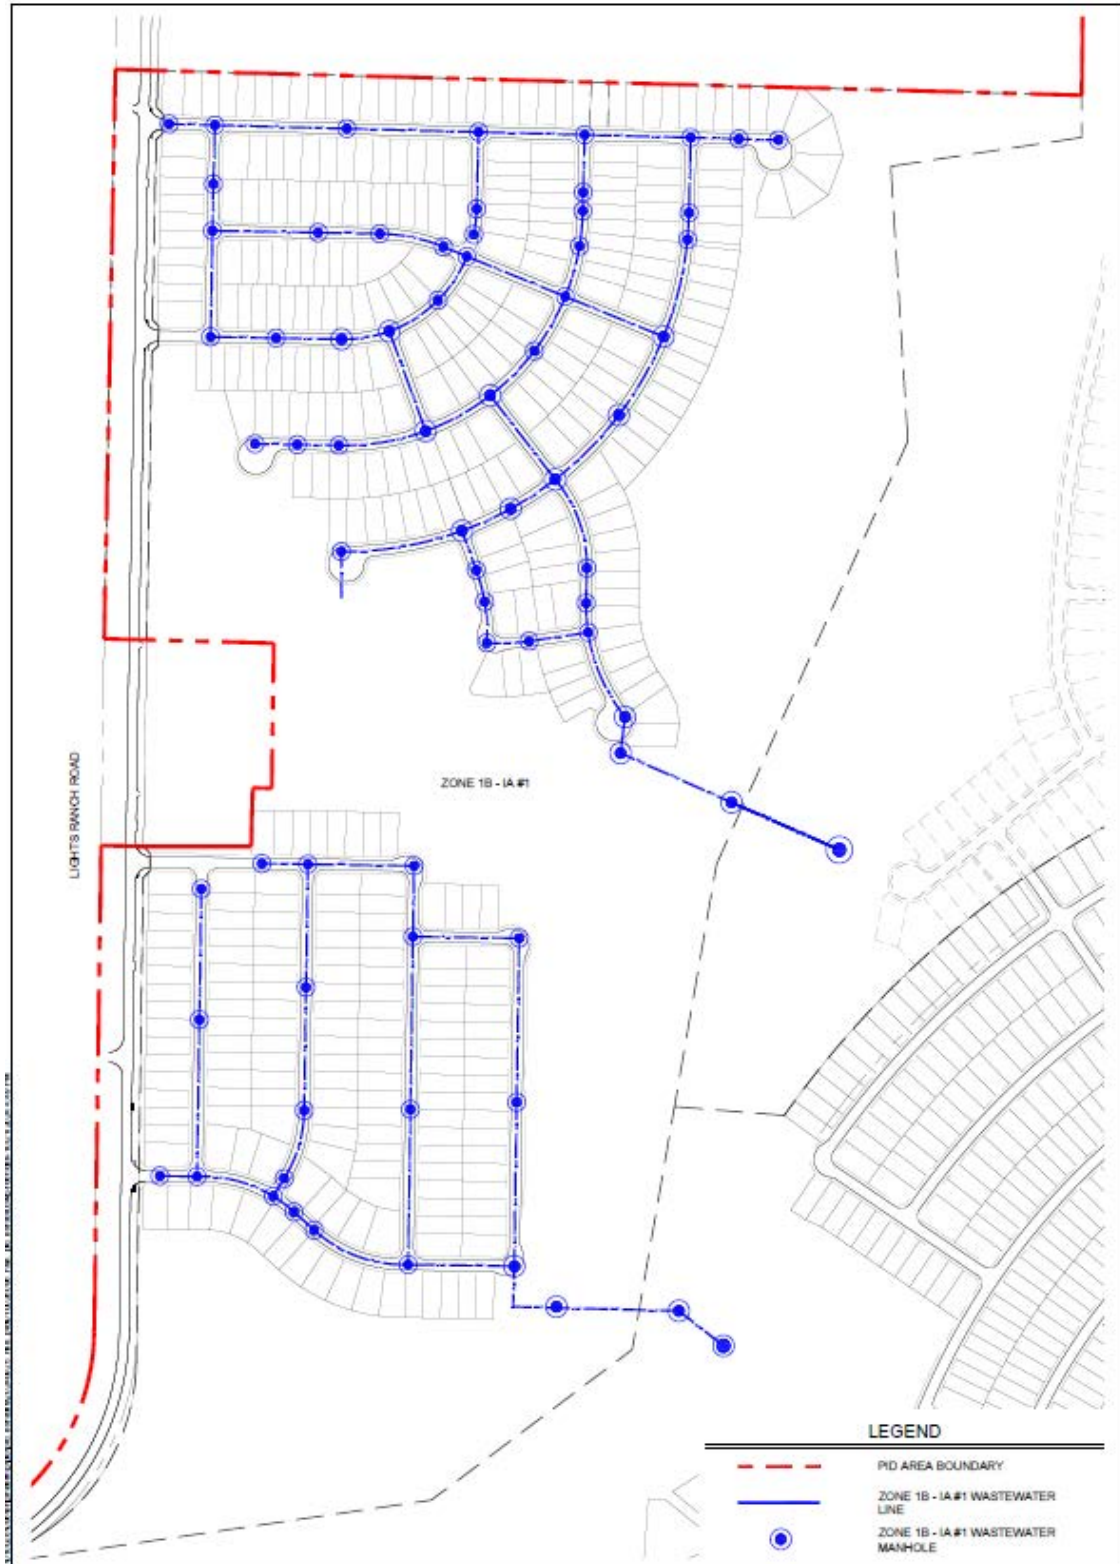 LIGHTS RANCH ROAD
ZONE 1B - IA #1
LEGEND
PID AREA BOUNDARY
ZONE 1B - IA #1 WASTEWATER
LINE
ZONE 1B - IA #1 WASTEWATER
MANHOLE